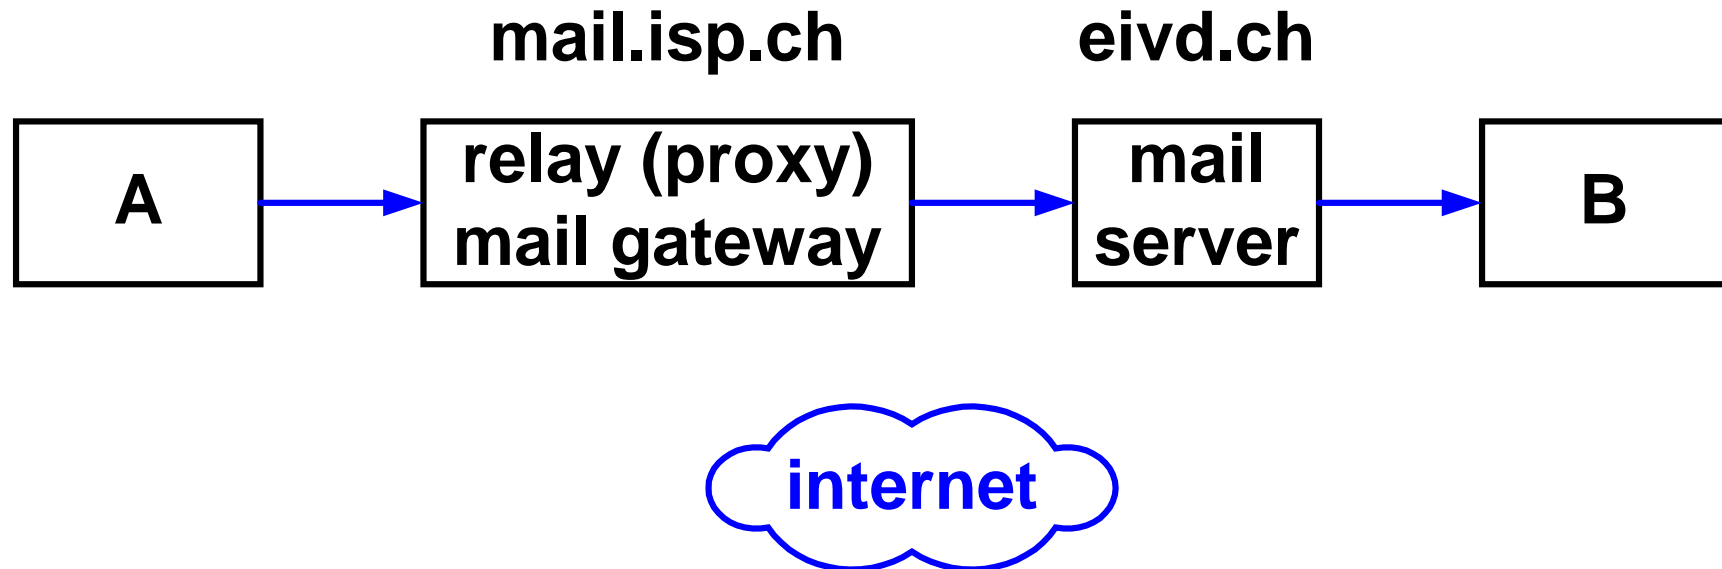 mail.isp.ch
eivd.ch
A
relay (proxy)
mail gateway
mail
server
B
internet